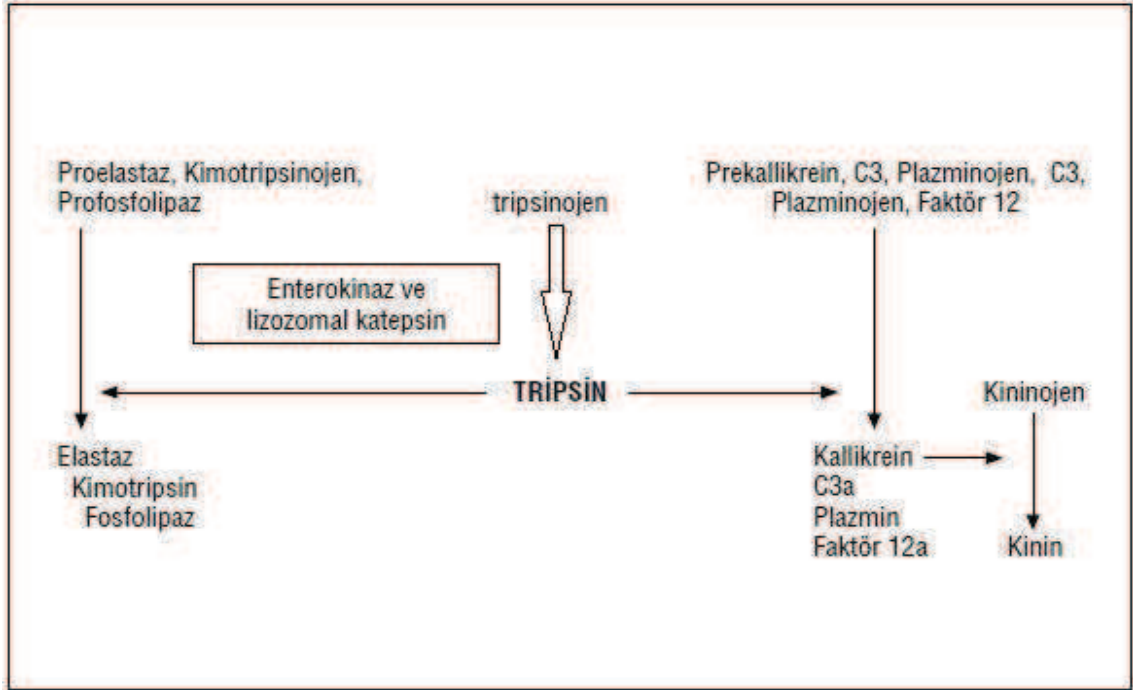 Proelastaz, Kimotripsinojen,
Profosfolipaz
tripsinojen
Prekallikrein, C3, Plazminojen, C3,
Plazminojen, Faktör 12
Enterokinaz ve
lizozomal katepsin
TRİPSİN
Kininojen
Elastaz
Kimotripsin
Fosfolipaz
Kallikrein
C3a
Plazmin
Faktör 12a
Kinin